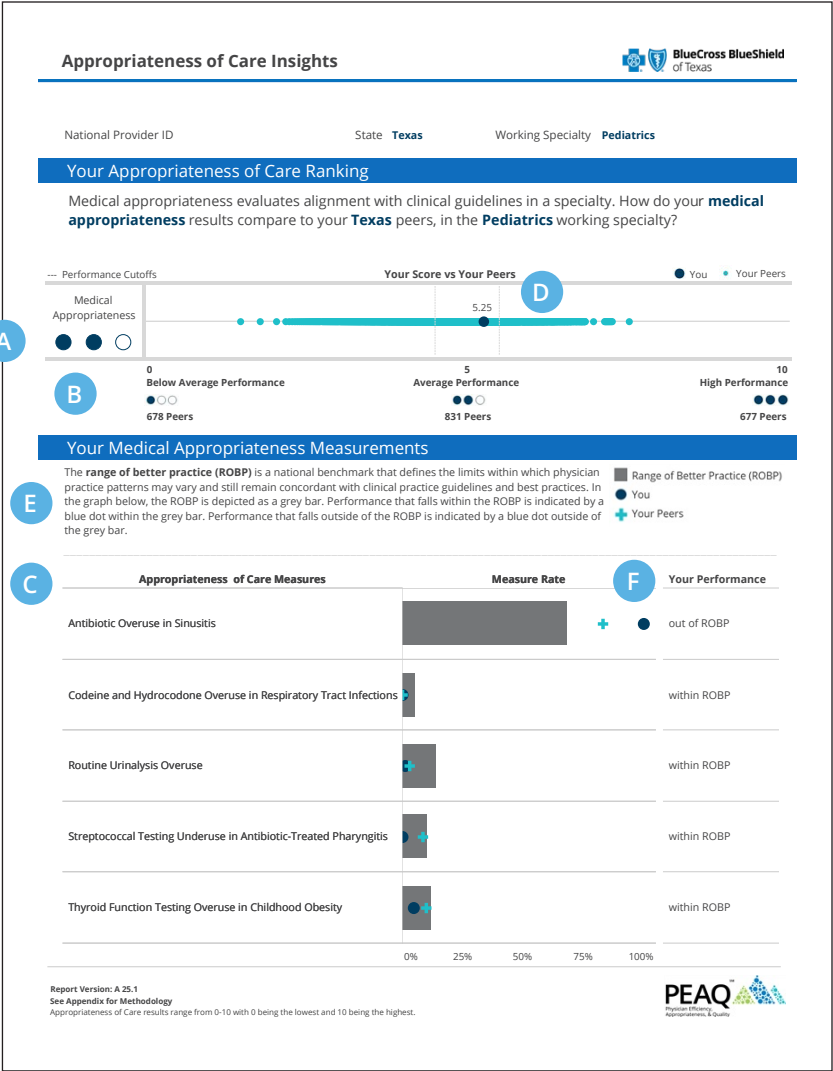 Appropriateness of Care Insights
BlueCross BlueShield
of Texas
National Provider ID
State Texas
Working Specialty Pediatrics
Your Appropriateness of Care Ranking
Medical appropriateness evaluates alignment with clinical guidelines in a specialty. How do your medical
appropriateness results compare to your Texas peers, in the Pediatrics working specialty?
--- Performance Cutoffs
Your Score vs Your Peers
You
Your Peers
D
Medical
Appropriateness
5.25
A
B
0
Below Average Performance
678 Peers
5
Average Performance
831 Peers
10
High Performance
677 Peers
Your Medical Appropriateness Measurements
E
The range of better practice (ROBP) is a national benchmark that defines the limits within which physician
practice patterns may vary and still remain concordant with clinical practice guidelines and best practices. In
the graph below, the ROBP is depicted as a grey bar. Performance that falls within the ROBP is indicated by a
blue dot within the grey bar. Performance that falls outside of the ROBP is indicated by a blue dot outside of
the grey bar.
Range of Better Practice (ROBP)
You
Your Peers
C
Appropriateness of Care Measures
Measure Rate
F
Your Performance
Antibiotic Overuse in Sinusitis
out of ROBP
Codeine and Hydrocodone Overuse in Respiratory Tract Infections
within ROBP
Routine Urinalysis Overuse
within ROBP
Streptococcal Testing Underuse in Antibiotic-Treated Pharyngitis
within ROBP
Thyroid Function Testing Overuse in Childhood Obesity
within ROBP
0% 25% 50% 75% 100%
Report Version: A 25.1
See Appendix for Methodology
Appropriateness of Care results range from 0-10 with 0 being the lowest and 10 being the highest.
PEAQ™
Physician Efficiency,
Appropriateness, & Quality